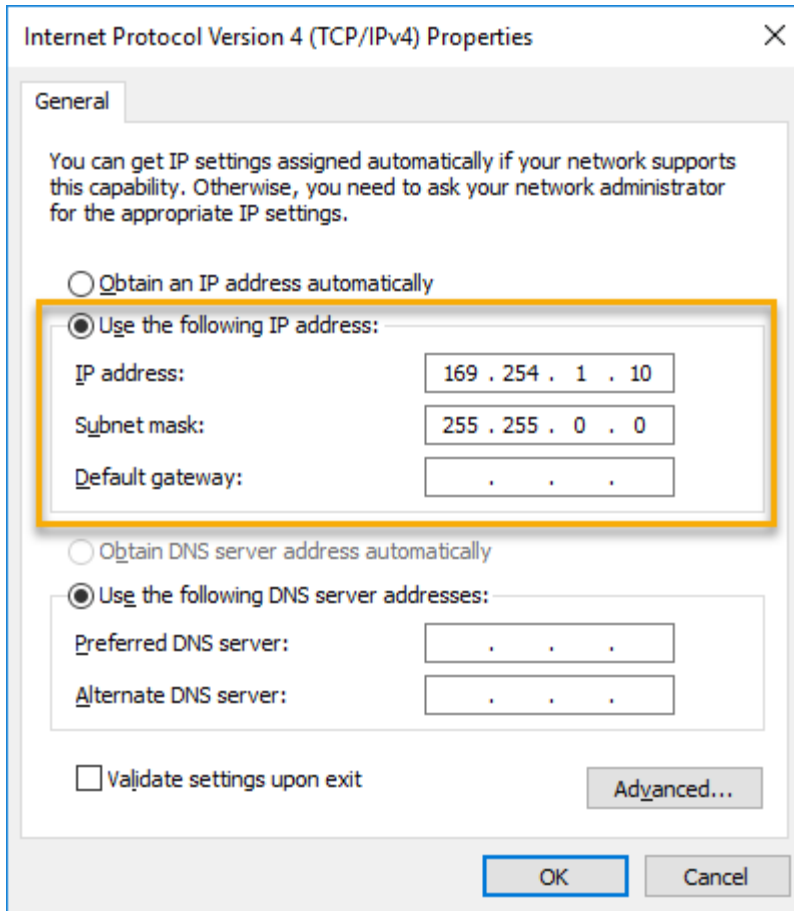 Internet Protocol Version 4 (TCP/IPv4) Properties
General
You can get IP settings assigned automatically if your network supports
this capability. Otherwise, you need to ask your network administrator
for the appropriate IP settings.
Obtain an IP address automatically
Use the following IP address:
IP address: 169 . 254 . 1 . 10
Subnet mask: 255 . 255 . 0 . 0
Default gateway: . . .
Obtain DNS server address automatically
Use the following DNS server addresses:
Preferred DNS server: . . .
Alternate DNS server: . . .
Validate settings upon exit
Advanced...
OK Cancel